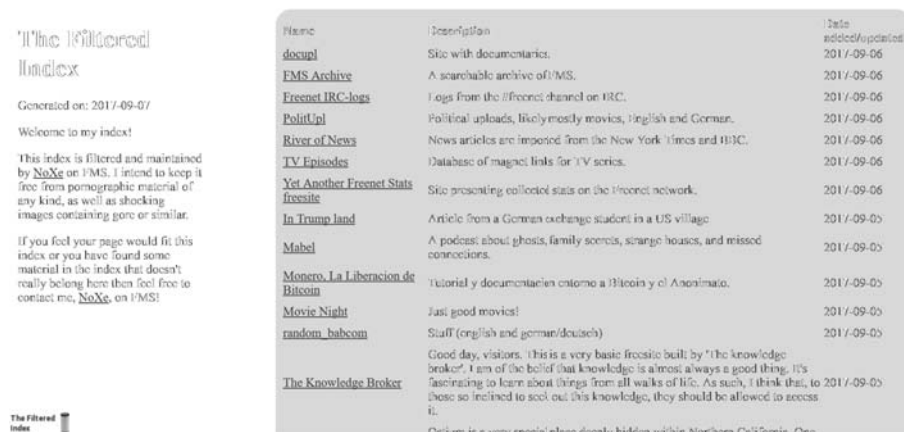 The Filtered
Index
Generated on: 2017-09-07
Welcome to my index!
This index is filtered and maintained
by NoXe on FMS. I intend to keep it
free from pornographic material of
any kind, as well as shocking
images containing gore or similar.
If you feel your page would fit this
index or you have found some
material in the index that doesn't
really belong here then feel free to
contact me, NoXe, on FMS!
The Filtered
Index
Name Description Date
added/updated
docupl Site with documentaries. 2017-09-06
FMS Archive A searchable archive of FMS. 2017-09-06
Freenet IRC-logs Logs from the #freenet channel on IRC. 2017-09-06
PolitUpl Political uploads, likely mostly movies, English and German. 2017-09-06
River of News News articles are imported from the New York Times and BBC. 2017-09-06
TV Episodes Database of magnet links for TV series. 2017-09-06
Yet Another Freenet Stats
freesite Site presenting collected stats on the Freenet network. 2017-09-06
In Trump land Article from a German exchange student in a US village 2017-09-05
Mabel A podcast about ghosts, family secrets, strange houses, and missed
connections. 2017-09-05
Monero, La Liberacion de
Bitcoin Tutorial y documentacien entorno a Bitcoin y el Anonimato. 2017-09-05
Movie Night Just good movies! 2017-09-05
random_babcom Stuff (english and german/deutsch) 2017-09-05
The Knowledge Broker Good day, visitors. This is a very basic freesite built by 'The knowledge
broker'. I am of the belief that knowledge is almost always a good thing. It's
fascinating to learn about things from all walks of life. As such, I think that, to 2017-09-05
those so inclined to seek out this knowledge, they should be allowed to access
it.
is a very special place deeply hidden within Northern California. One